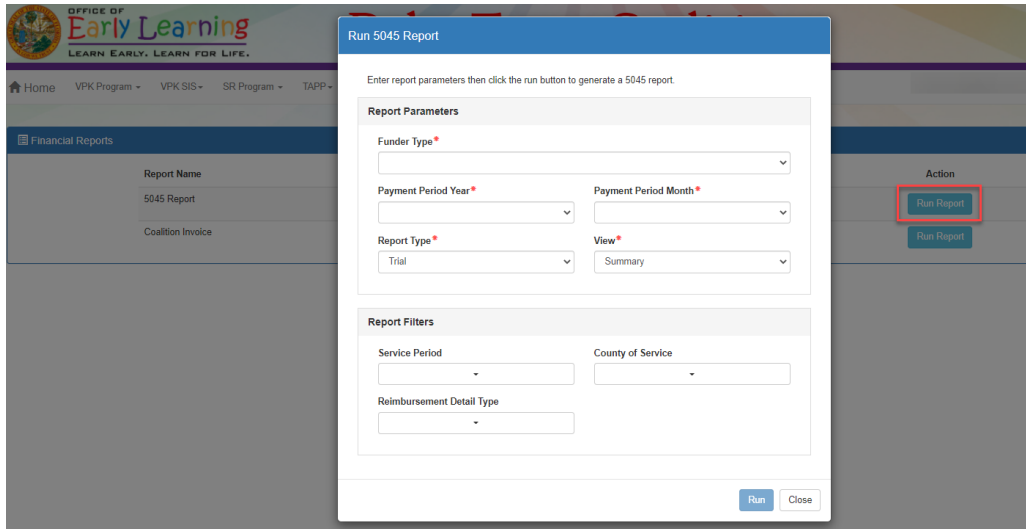 OFFICE OF
Early Learning
LEARN EARLY. LEARN FOR LIFE.
Home VPK Program VPK SIS SR Program TAPP
Financial Reports
Report Name Action
5045 Report Run Report
Coalition Invoice Run Report
Run 5045 Report
Enter report parameters then click the run button to generate a 5045 report.
Report Parameters
Funder Type*
Payment Period Year* Payment Period Month*
Report Type* View*
Trial Summary
Report Filters
Service Period County of Service
Reimbursement Detail Type
Run Close